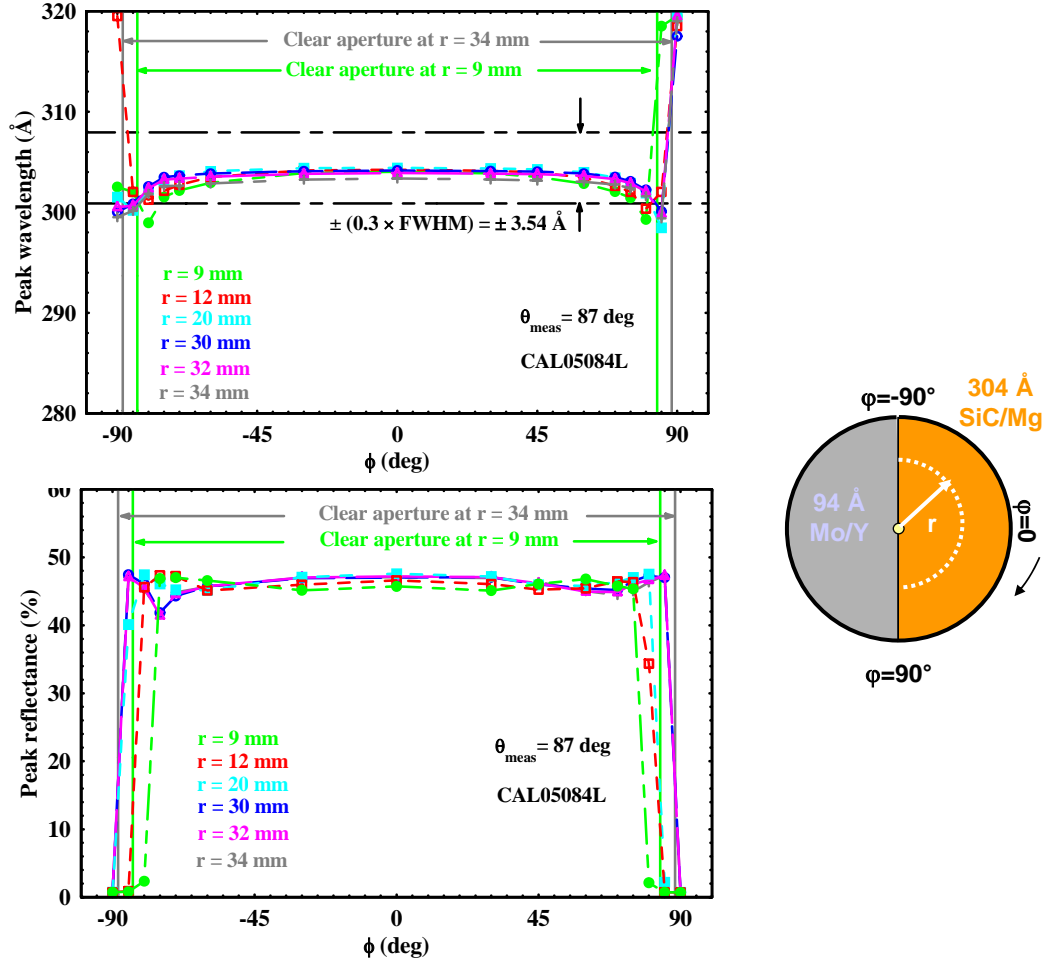 320
310
300
290
280
Peak wavelength (Å)
Clear aperture at r = 34 mm
Clear aperture at r = 9 mm
± (0.3 × FWHM) = ± 3.54 Å
r = 9 mm
r = 12 mm
r = 20 mm
r = 30 mm
r = 32 mm
r = 34 mm
θmeas = 87 deg
CAL05084L
-90 -45 0 45 90
ϕ (deg)
60
50
40
30
20
10
0
Peak reflectance (%)
Clear aperture at r = 34 mm
Clear aperture at r = 9 mm
r = 9 mm
r = 12 mm
r = 20 mm
r = 30 mm
r = 32 mm
r = 34 mm
θmeas = 87 deg
CAL05084L
-90 -45 0 45 90
ϕ (deg)
φ=-90°
304 Å
SiC/Mg
94 Å
Mo/Y
r
φ=0
φ=90°